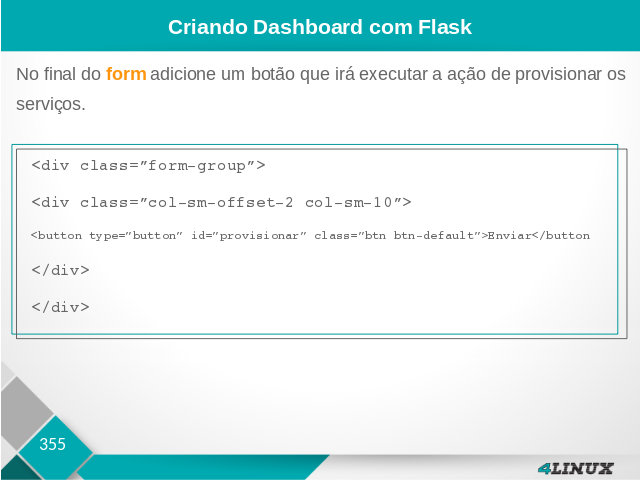 Criando Dashboard com Flask
No final do form adicione um botão que irá executar a ação de provisionar os
serviços.
<div class=”form-group”>
<div class=”col-sm-offset-2 col-sm-10”>
<button type=”button” id=”provisionar” class=”btn btn-default”>Enviar</button
</div>
</div>
355
4LINUX